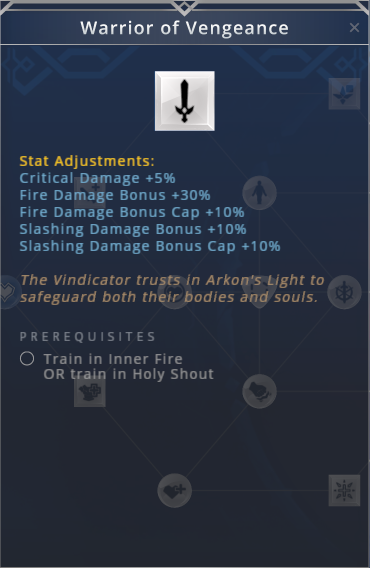 Warrior of Vengeance
Stat Adjustments:
Critical Damage +5%
Fire Damage Bonus +30%
Fire Damage Bonus Cap +10%
Slashing Damage Bonus +10%
Slashing Damage Bonus Cap +10%
The Vindicator trusts in Arkon's Light to
safeguard both their bodies and souls.
PREREQUISITES
Train in Inner Fire
OR train in Holy Shout